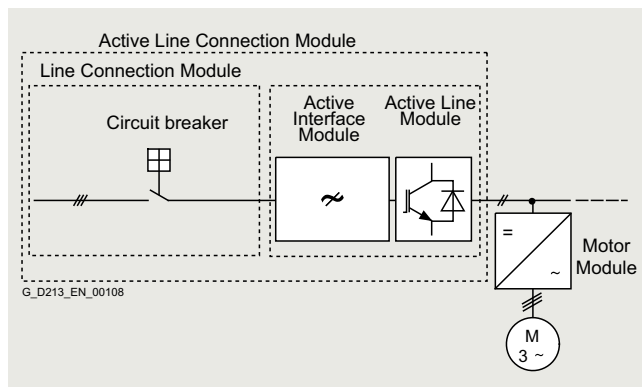 Active Line Connection Module
Line Connection Module
Circuit breaker
Active
Interface
Module
Active Line
Module
=
~
Motor
Module
M
3 ~
G_D213_EN_00108